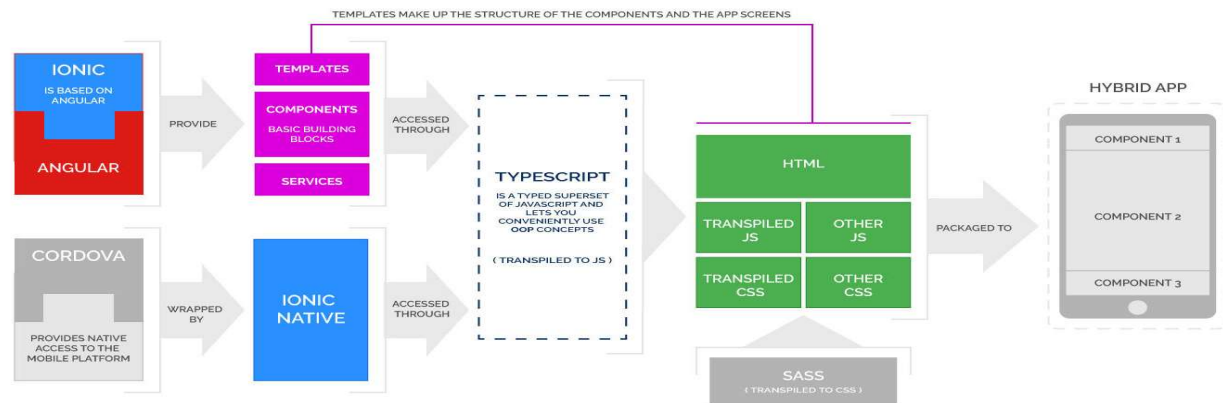 TEMPLATES MAKE UP THE STRUCTURE OF THE COMPONENTS AND THE APP SCREENS
IONIC
IS BASED ON
ANGULAR
ANGULAR
PROVIDE
TEMPLATES
COMPONENTS
BASIC BUILDING
BLOCKS
SERVICES
ACCESSED
THROUGH
CORDOVA
PROVIDES NATIVE
ACCESS TO THE
MOBILE PLATFORM
WRAPPED
BY
IONIC
NATIVE
ACCESSED
THROUGH
TYPESCRIPT
IS A TYPED SUPERSET
OF JAVASCRIPT AND
LETS YOU
CONVENIENTLY USE
OOP CONCEPTS
( TRANSPILED TO JS )
HTML
TRANSPILED
JS
OTHER
JS
TRANSPILED
CSS
OTHER
CSS
SASS
( TRANSPILED TO CSS )
PACKAGED TO
HYBRID APP
COMPONENT 1
COMPONENT 2
COMPONENT 3